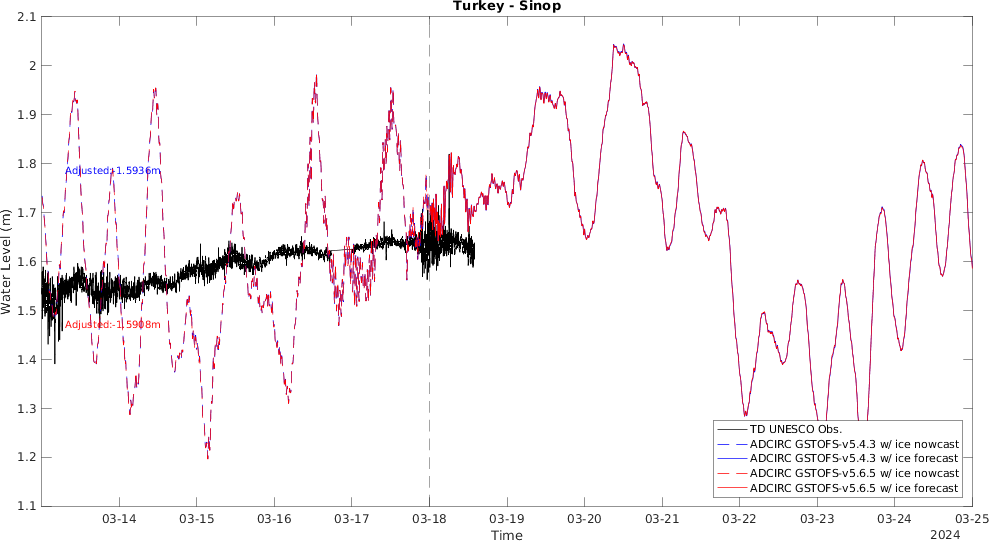 Turkey - Sinop
2.1
2
1.9
1.8
1.7
1.6
1.5
1.4
1.3
1.2
1.1
Water Level (m)
Adjusted:-1.5936m
Adjusted:-1.5908m
TD UNESCO Obs.
ADCIRC GSTOFS-v5.4.3 w/ ice nowcast
ADCIRC GSTOFS-v5.4.3 w/ ice forecast
ADCIRC GSTOFS-v5.6.5 w/ ice nowcast
ADCIRC GSTOFS-v5.6.5 w/ ice forecast
03-14 03-15 03-16 03-17 03-18 03-19 03-20 03-21 03-22 03-23 03-24 03-25
Time
2024